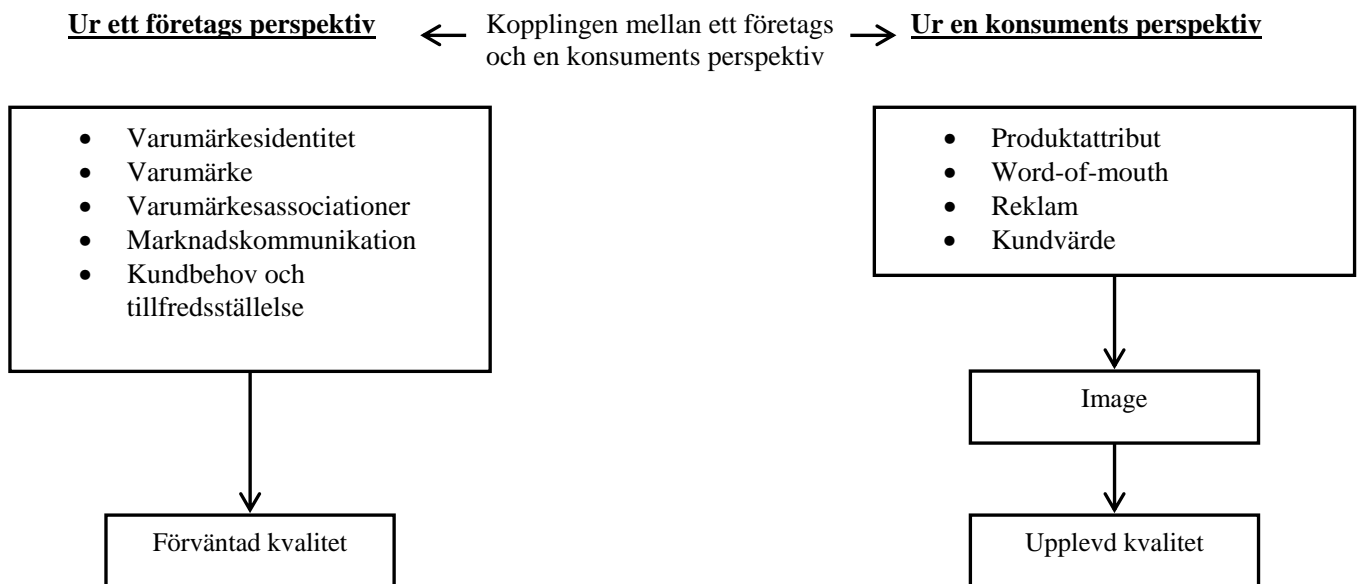 Ur ett företags perspektiv
Kopplingen mellan ett företags
och en konsuments perspektiv
Ur en konsuments perspektiv
• Varumärkesidentitet
• Varumärke
• Varumärkesassociationer
• Marknadskommunikation
• Kundbehov och
tillfredsställelse
• Produktattribut
• Word-of-mouth
• Reklam
• Kundvärde
Image
Förväntad kvalitet
Upplevd kvalitet